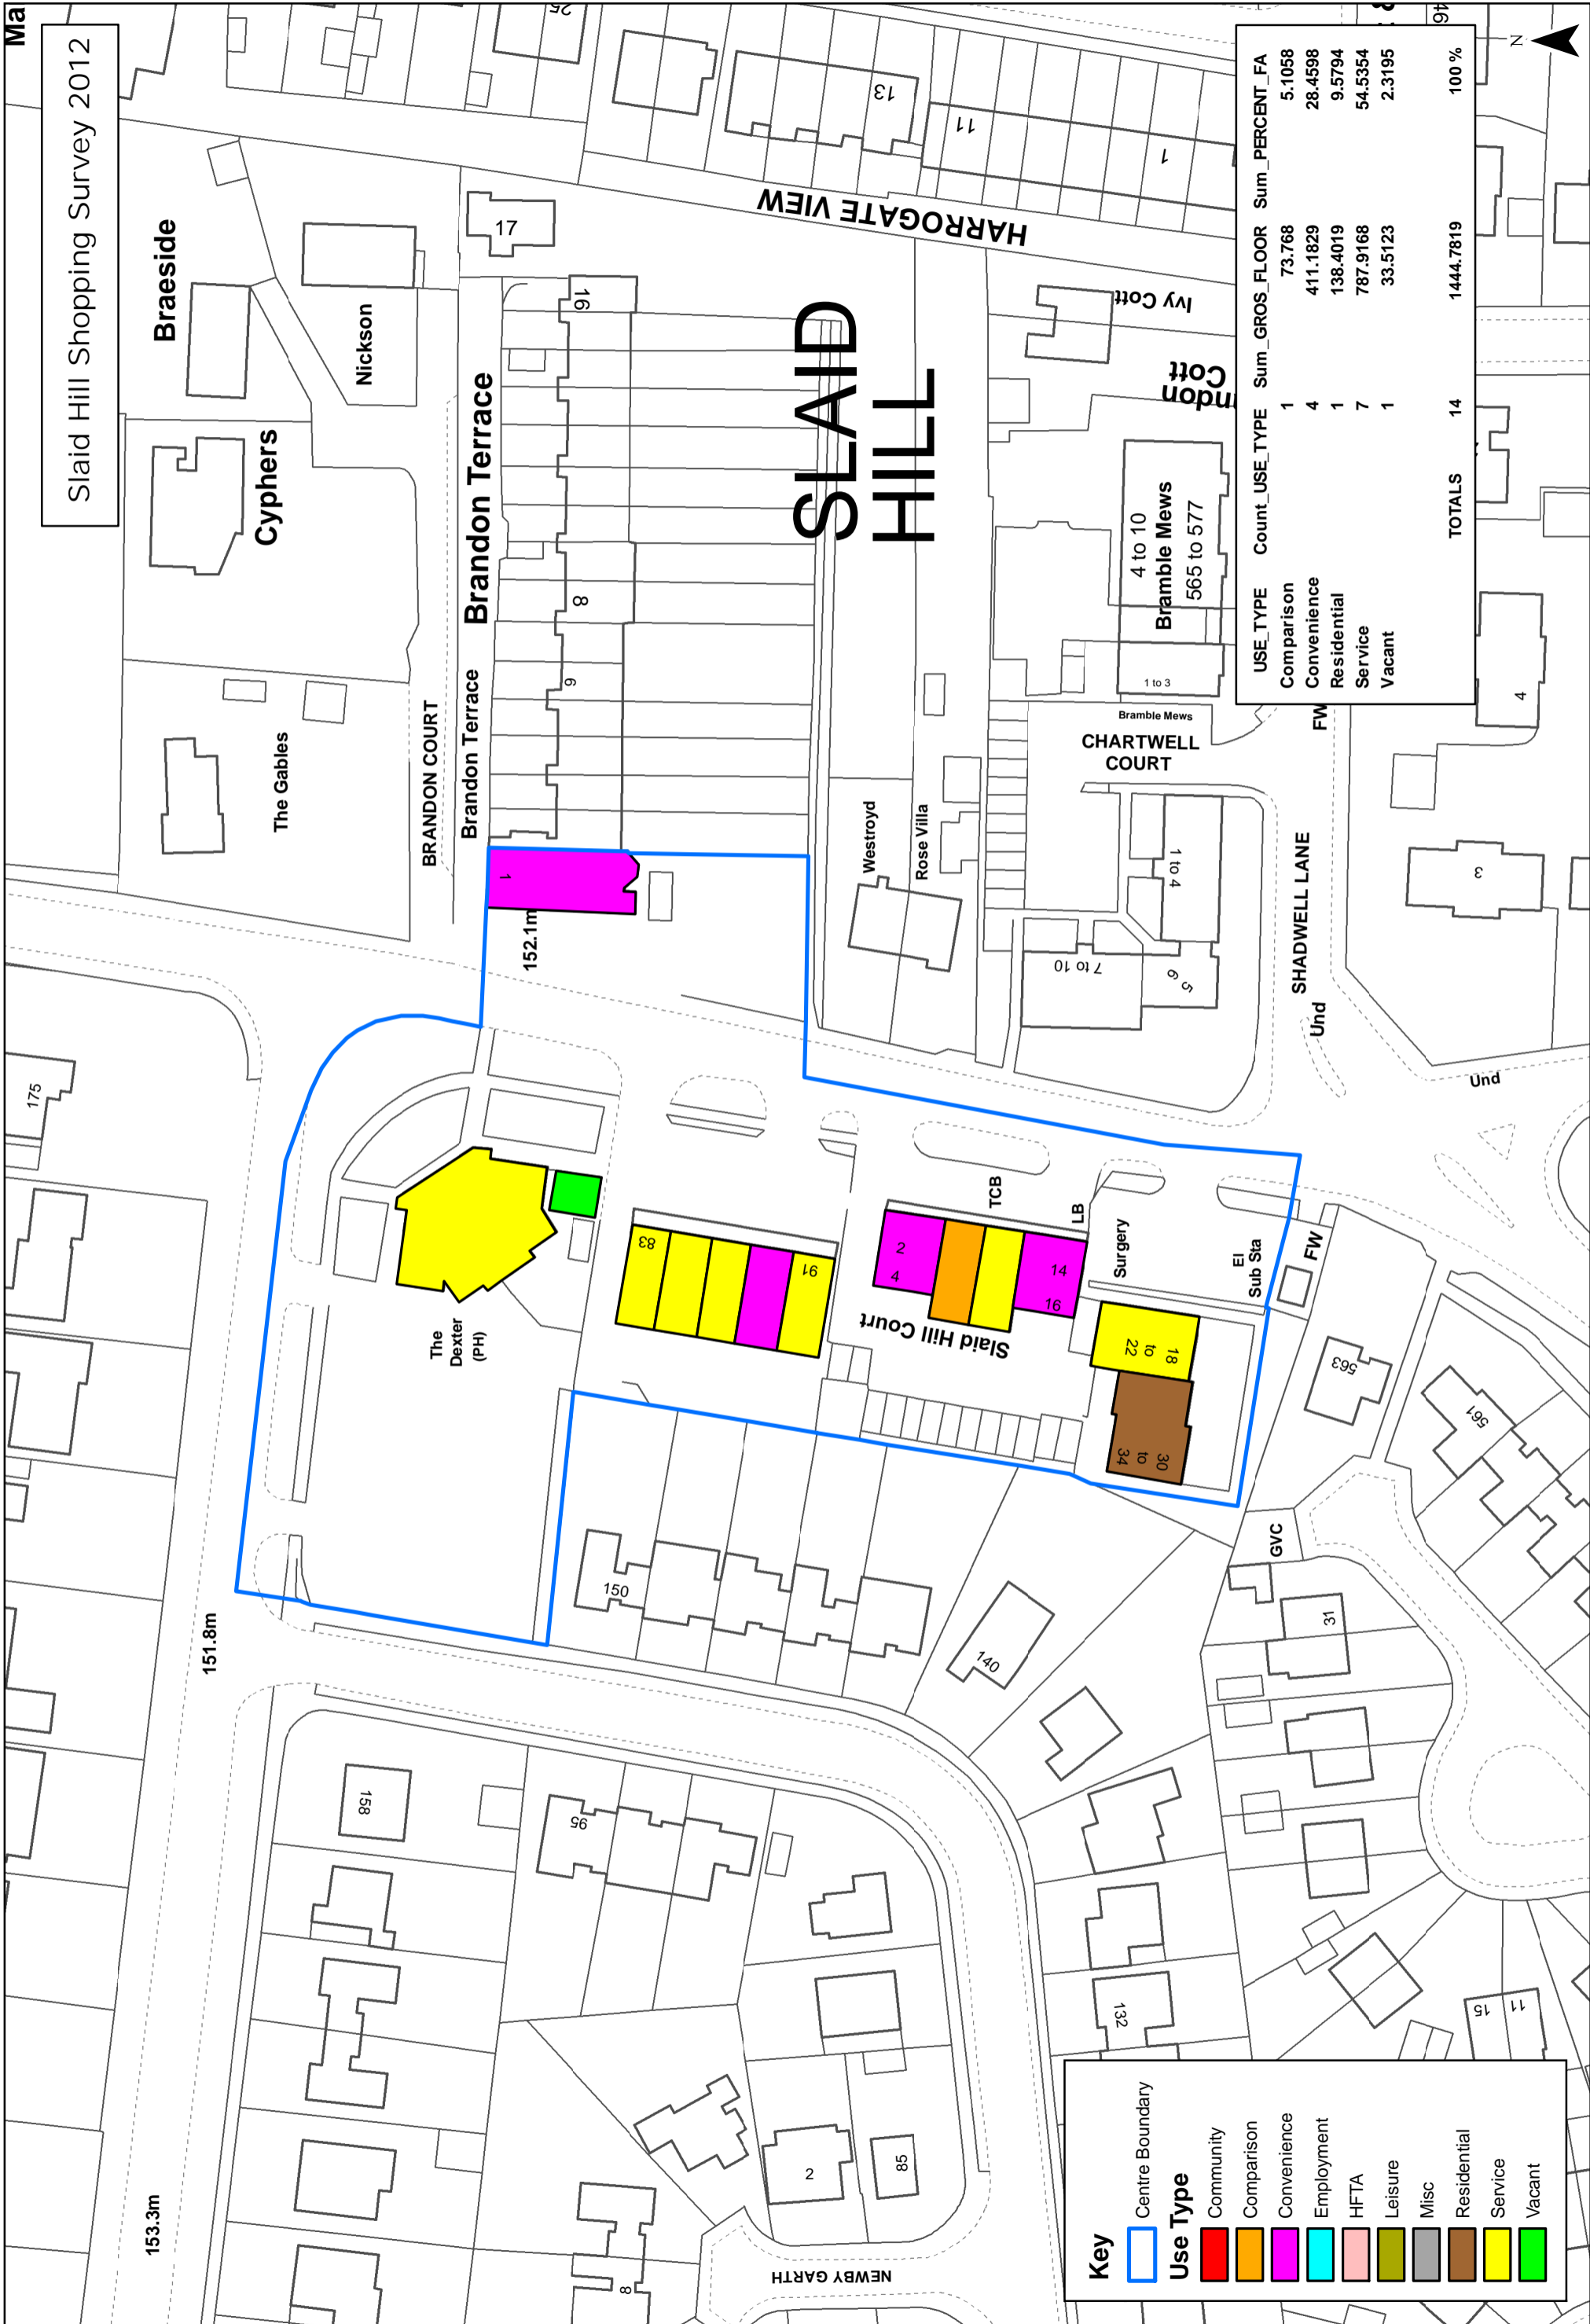 Slaid Hill Shopping Survey 2012
Ma
Braeside
Cyphers
Nickson
The Gables
BRANDON COURT
Brandon Terrace
Brandon Terrace
25
13
11
1
17
16
8
6
1
HARROGATE VIEW
SLAID
HILL
Ivy Cott
Cott
4 to 10
Bramble Mews
565 to 577
1 to 3
Bramble Mews
CHARTWELL
COURT
Westroyd
Rose Villa
1 to 4
7 to 10
6
5
SHADWELL LANE
FW
Und
Und
3
4
N
USE_TYPE Count_USE_TYPE Sum_GROS_FLOOR Sum_PERCENT_FA
Comparison 1 73.768 5.1058
Convenience 4 411.1829 28.4598
Residential 1 138.4019 9.5794
Service 7 787.9168 54.5354
Vacant 1 33.5123 2.3195
TOTALS 14 1444.7819 100 %
152.1m
175
The
Dexter
(PH)
83
91
2
4
14
16
TCB
LB
Slaid Hill Court
Surgery
El
Sub Sta
FW
18
to
22
30
to
34
563
561
GVC
31
150
140
151.8m
158
95
132
15
11
153.3m
2
85
8
NEWBY GARTH
Key
Centre Boundary
Use Type
Community
Comparison
Convenience
Employment
HFTA
Leisure
Misc
Residential
Service
Vacant